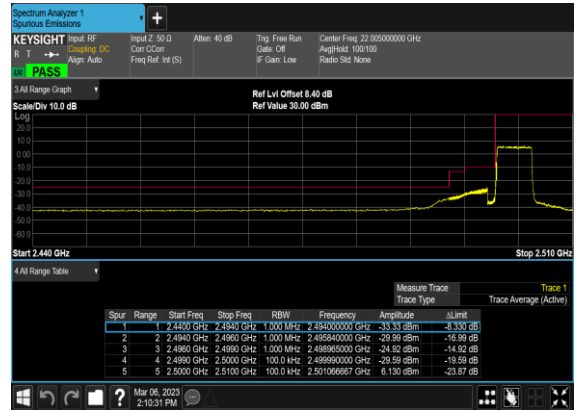 Spectrum Analyzer 1
Spurious Emissions
+
KEYSIGHT Input: RF Input Z: 50 Ω Atten: 40 dB Trig: Free Run Center Freq: 22.005000000 GHz
R T Coupling: DC Corr CCorr Gate: Off Avg|Hold: 100/100
Align: Auto Freq Ref: Int (S) IF Gain: Low Radio Std: None
LW PASS
3 All Range Graph
Ref Lvl Offset 8.40 dB
Scale/Div 10.0 dB Ref Value 30.00 dBm
Log
20.0
10.0
0.00
-10.0
-20.0
-30.0
-40.0
-50.0
-60.0
Start 2.440 GHz Stop 2.510 GHz
4 All Range Table
Measure Trace Trace 1
Trace Type Trace Average (Active)
Spur Range Start Freq Stop Freq RBW Frequency Amplitude ΔLimit
1 1 2.4400 GHz 2.4940 GHz 1.000 MHz 2.494000000 GHz -33.33 dBm -8.330 dB
2 2 2.4940 GHz 2.4960 GHz 1.000 MHz 2.495840000 GHz -29.99 dBm -16.99 dB
3 3 2.4960 GHz 2.4990 GHz 1.000 MHz 2.498965000 GHz -24.92 dBm -14.92 dB
4 4 2.4990 GHz 2.5000 GHz 100.0 kHz 2.499990000 GHz -29.59 dBm -19.59 dB
5 5 2.5000 GHz 2.5100 GHz 100.0 kHz 2.501066667 GHz 6.130 dBm -23.87 dB
? Mar 06, 2023
2:10:31 PM